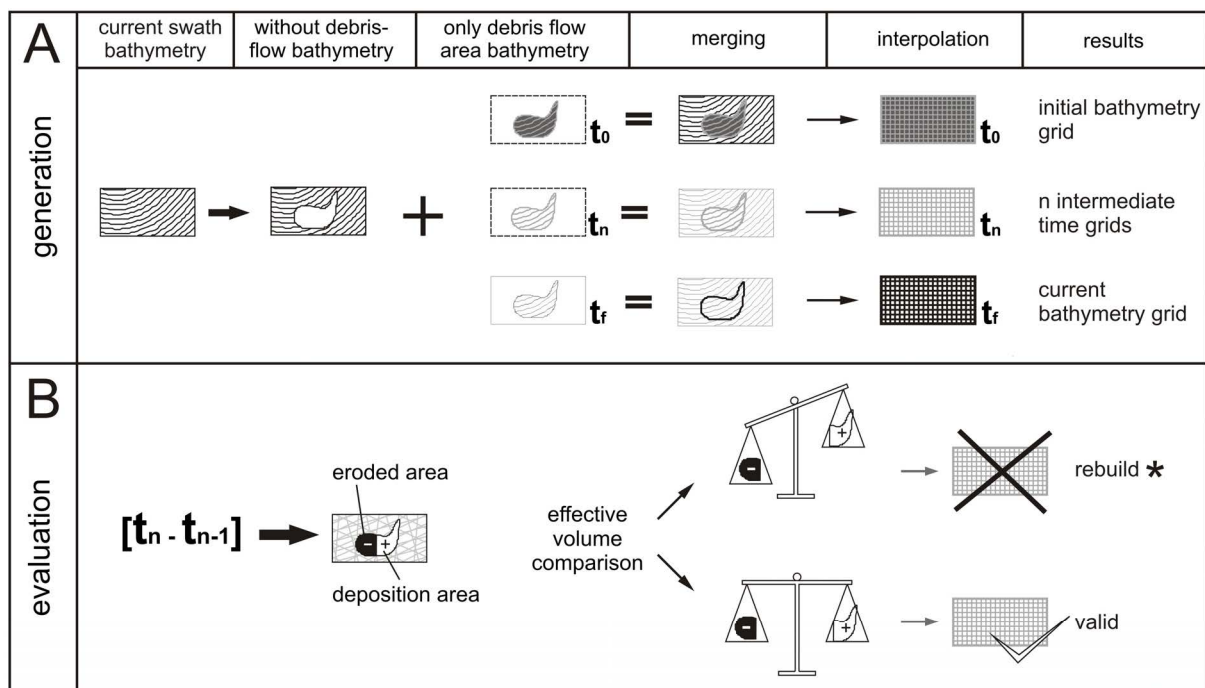 A
current swath
bathymetry
without debris-
flow bathymetry
only debris flow
area bathymetry
merging
interpolation
results
generation
t0
=
t0
initial bathymetry
grid
+
tn
=
tn
n intermediate
time grids
tf
=
tf
current
bathymetry grid
B
evaluation
[tn - tn-1]
eroded area
-
+
deposition area
effective
volume
comparison
-
+
rebuild *
-
+
valid